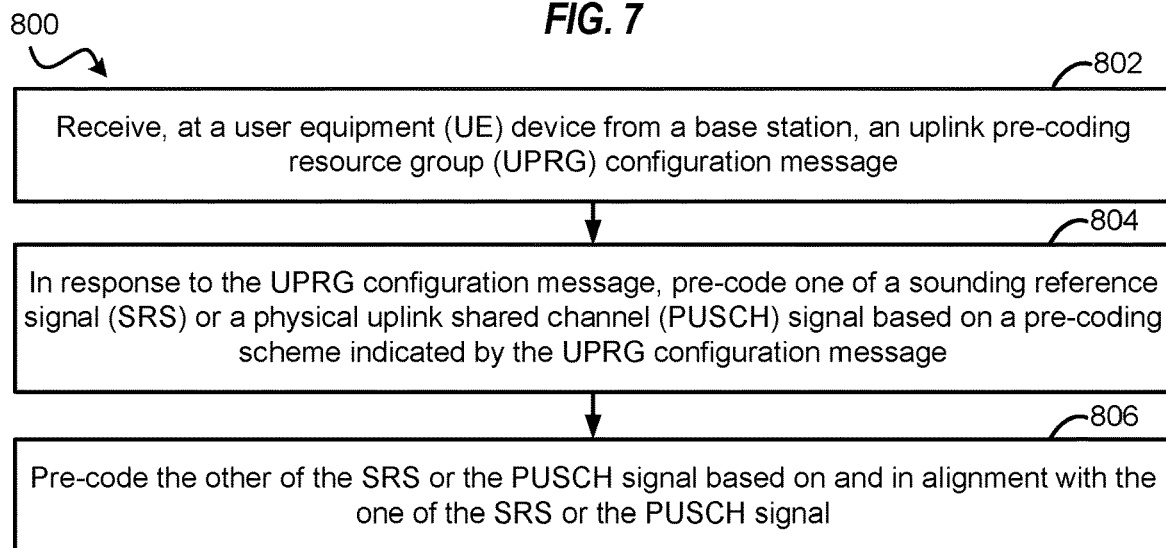 FIG. 7
800
802
Receive, at a user equipment (UE) device from a base station, an uplink pre-coding
resource group (UPRG) configuration message
804
In response to the UPRG configuration message, pre-code one of a sounding reference
signal (SRS) or a physical uplink shared channel (PUSCH) signal based on a pre-coding
scheme indicated by the UPRG configuration message
806
Pre-code the other of the SRS or the PUSCH signal based on and in alignment with the
one of the SRS or the PUSCH signal